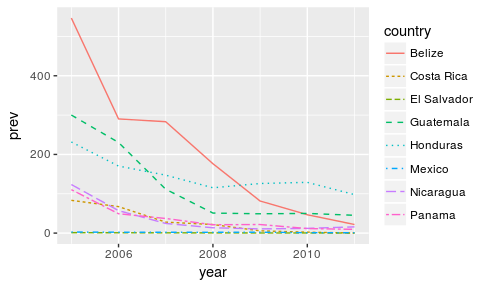 prev
400
200
0
2006
2008
2010
year
country
Belize
Costa Rica
El Salvador
Guatemala
Honduras
Mexico
Nicaragua
Panama